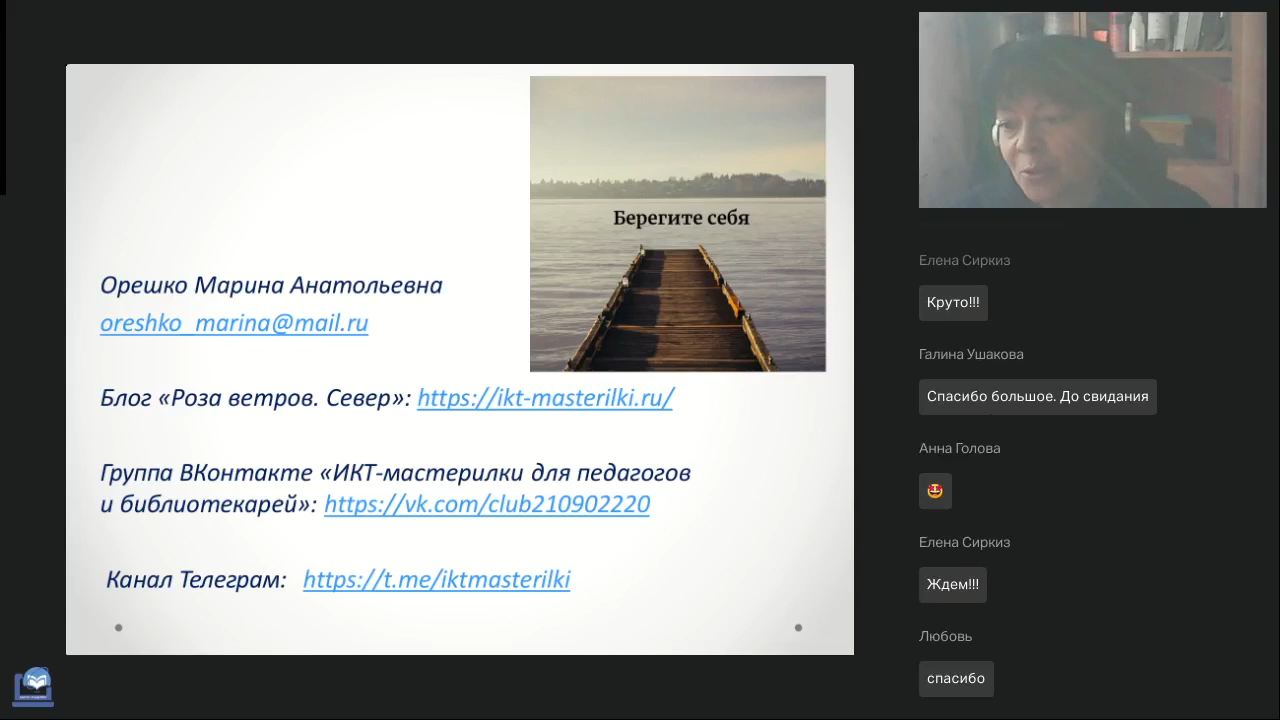 Берегите себя
Орешко Марина Анатольевна
oreshko_marina@mail.ru
Блог «Роза ветров. Север»: https://ikt-masterilki.ru/
Группа ВКонтакте «ИКТ-мастерилки для педагогов
и библиотекарей»: https://vk.com/club210902220
Канал Телеграм: https://t.me/iktmasterilki
Елена Сиркиз
Круто!!!
Галина Ушакова
Спасибо большое. До свидания
Анна Голова
🤩
Елена Сиркиз
Ждем!!!
Любовь
спасибо